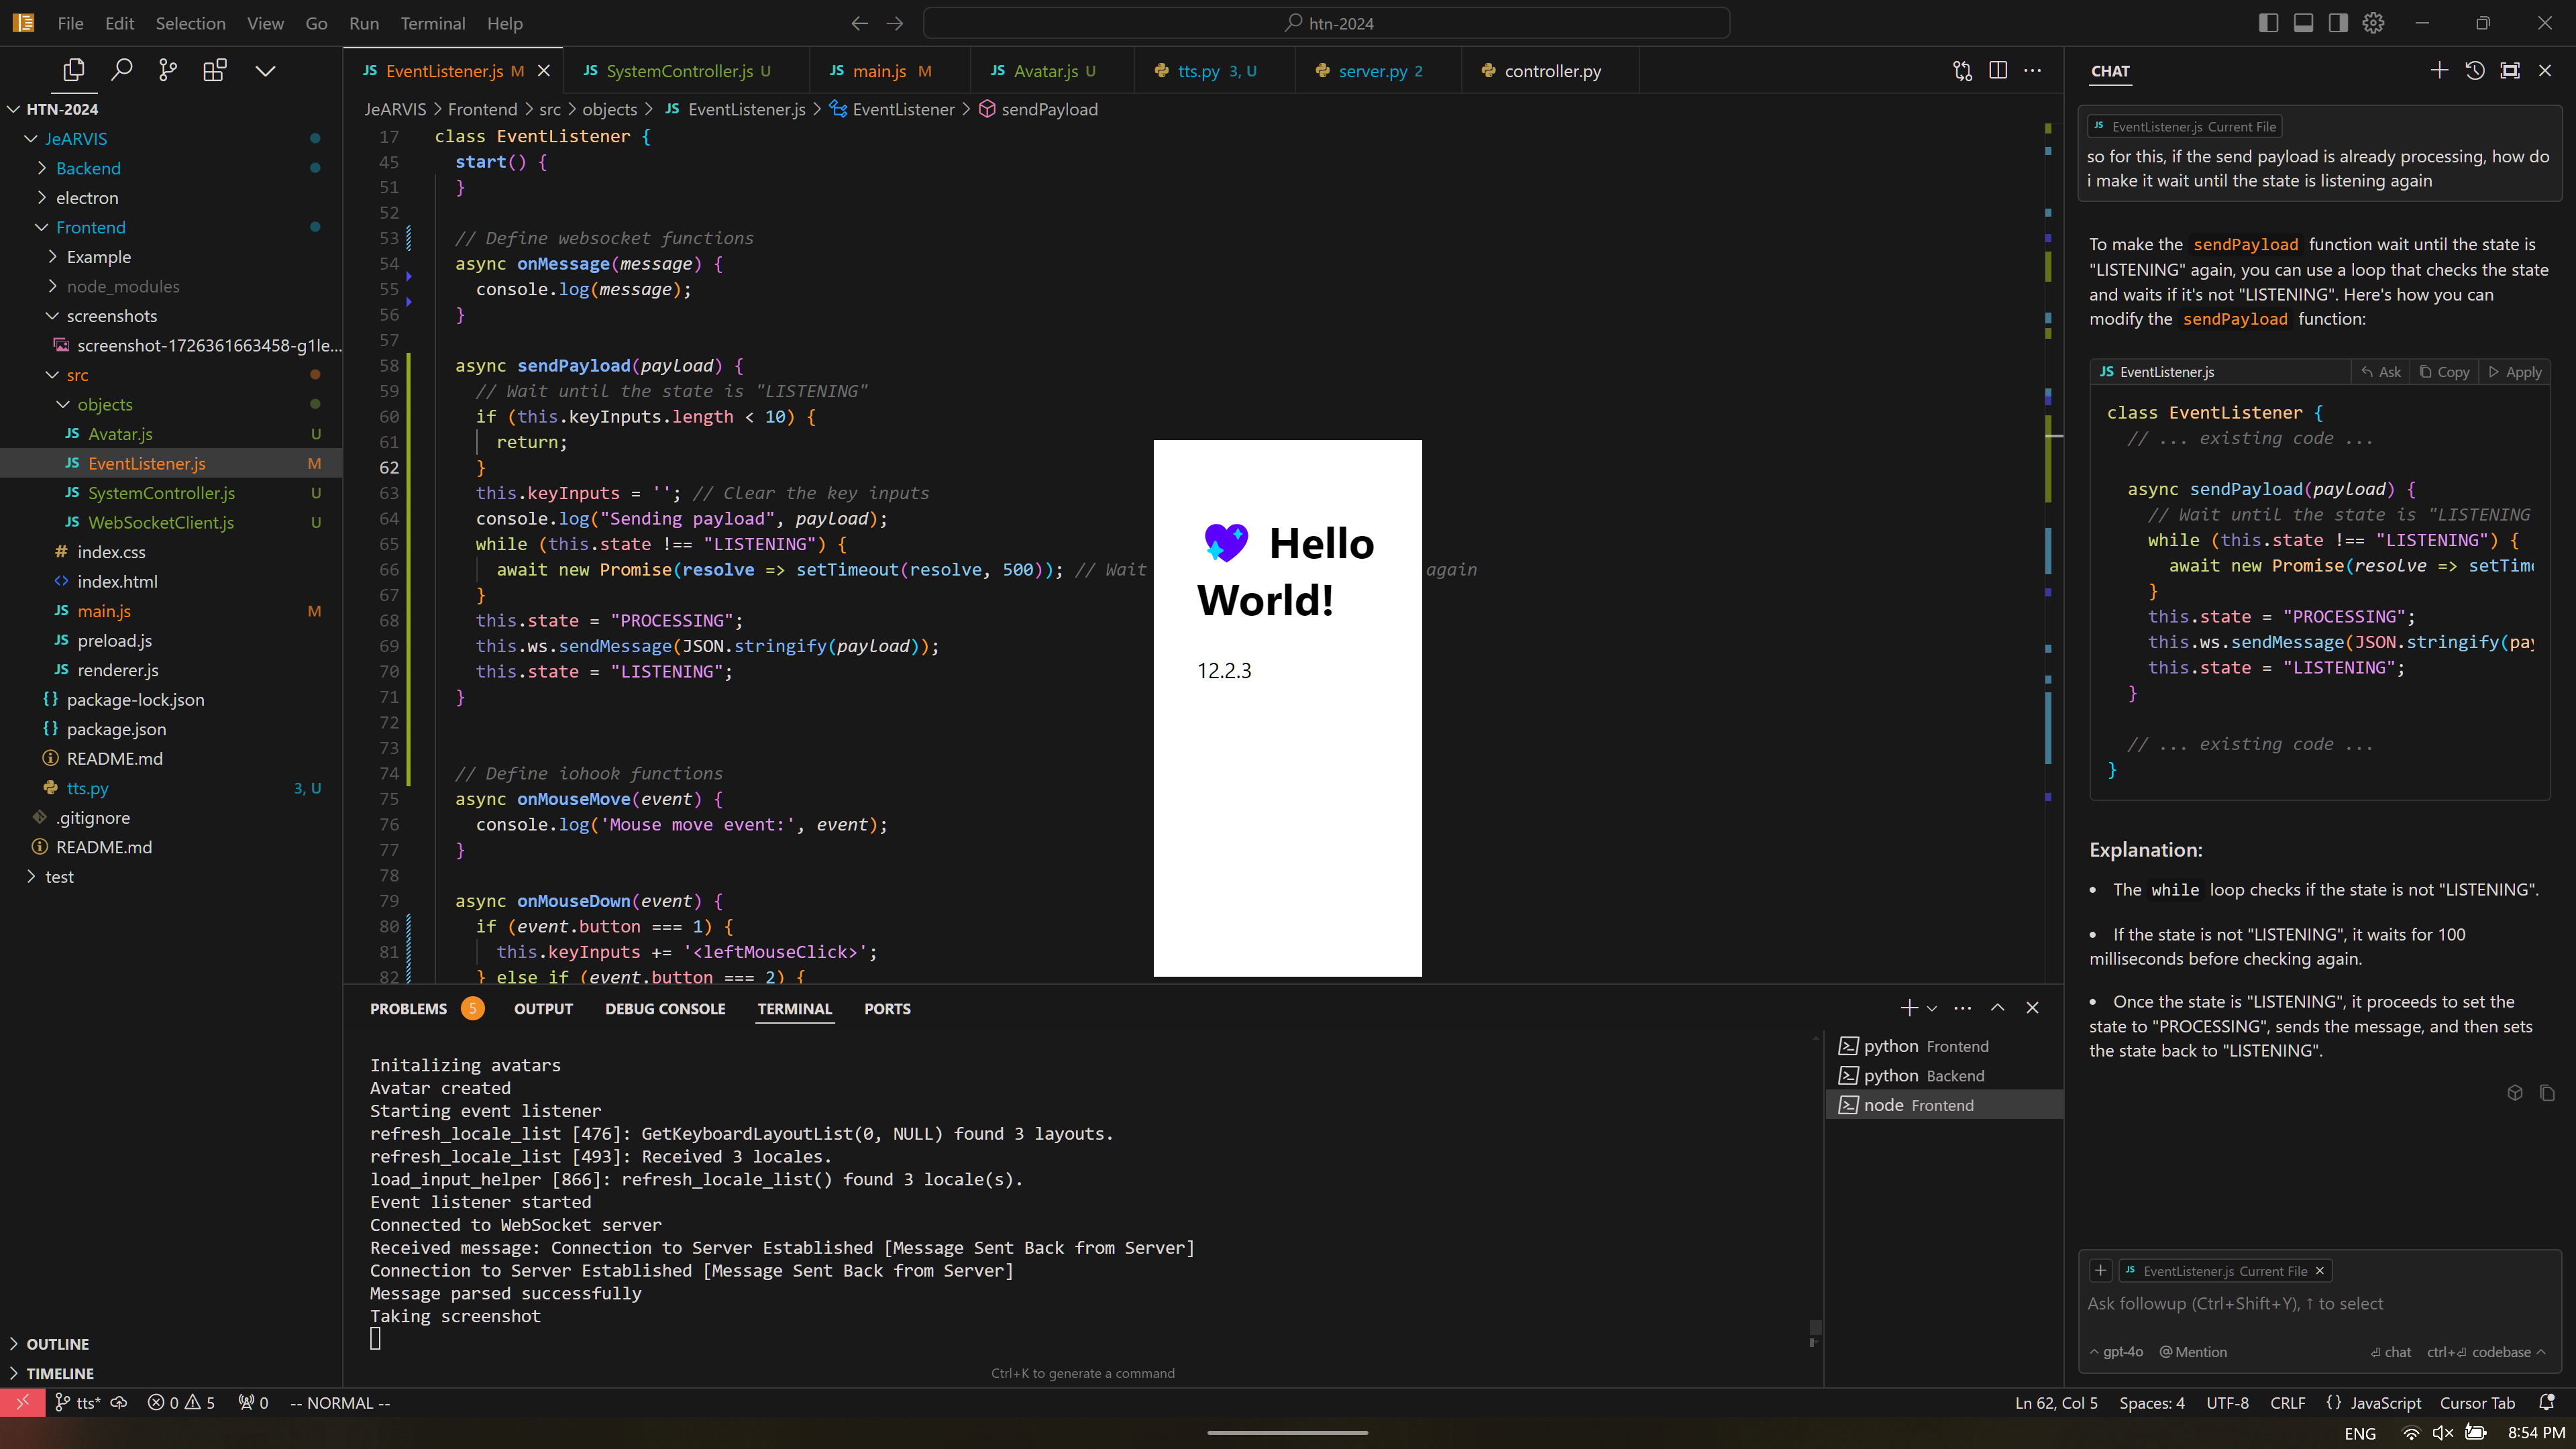 File Edit Selection View Go Run Terminal Help
htn-2024
HTN-2024
JeARVIS
Backend
electron
Frontend
Example
node_modules
screenshots
screenshot-1726361663458-g1le...
src
objects
JS Avatar.js U
JS EventListener.js M
JS SystemController.js U
JS WebSocketClient.js U
# index.css
<> index.html
JS main.js M
JS preload.js
JS renderer.js
{} package-lock.json
{} package.json
README.md
tts.py 3, U
.gitignore
README.md
test
OUTLINE
TIMELINE
JS EventListener.js M JS SystemController.js U JS main.js M JS Avatar.js U tts.py 3, U server.py 2 controller.py
JeARVIS > Frontend > src > objects > JS EventListener.js > EventListener > sendPayload
17 class EventListener {
45 start() {
51 }
52
53 // Define websocket functions
54 async onMessage(message) {
55 console.log(message);
56 }
57
58 async sendPayload(payload) {
59 // Wait until the state is "LISTENING"
60 if (this.keyInputs.length < 10) {
61 return;
62 }
63 this.keyInputs = ''; // Clear the key inputs
64 console.log("Sending payload", payload);
65 while (this.state !== "LISTENING") {
66 await new Promise(resolve => setTimeout(resolve, 500)); // Wait again
67 }
68 this.state = "PROCESSING";
69 this.ws.sendMessage(JSON.stringify(payload));
70 this.state = "LISTENING";
71 }
72
73
74 // Define iohook functions
75 async onMouseMove(event) {
76 console.log('Mouse move event:', event);
77 }
78
79 async onMouseDown(event) {
80 if (event.button === 1) {
81 this.keyInputs += '<leftMouseClick>';
82 } else if (event.button === 2) {
Hello
World!
12.2.3
PROBLEMS 5 OUTPUT DEBUG CONSOLE TERMINAL PORTS
Initalizing avatars
Avatar created
Starting event listener
refresh_locale_list [476]: GetKeyboardLayoutList(0, NULL) found 3 layouts.
refresh_locale_list [493]: Received 3 locales.
load_input_helper [866]: refresh_locale_list() found 3 locale(s).
Event listener started
Connected to WebSocket server
Received message: Connection to Server Established [Message Sent Back from Server]
Connection to Server Established [Message Sent Back from Server]
Message parsed successfully
Taking screenshot
Ctrl+K to generate a command
python Frontend
python Backend
node Frontend
CHAT
JS EventListener.js Current File
so for this, if the send payload is already processing, how do
i make it wait until the state is listening again
To make the sendPayload function wait until the state is
"LISTENING" again, you can use a loop that checks the state
and waits if it's not "LISTENING". Here's how you can
modify the sendPayload function:
JS EventListener.js Ask Copy Apply
class EventListener {
// ... existing code ...
async sendPayload(payload) {
// Wait until the state is "LISTENING
while (this.state !== "LISTENING") {
await new Promise(resolve => setTim
}
this.state = "PROCESSING";
this.ws.sendMessage(JSON.stringify(pay
this.state = "LISTENING";
}
// ... existing code ...
}
Explanation:
• The while loop checks if the state is not "LISTENING".
• If the state is not "LISTENING", it waits for 100
milliseconds before checking again.
• Once the state is "LISTENING", it proceeds to set the
state to "PROCESSING", sends the message, and then sets
the state back to "LISTENING".
+ JS EventListener.js Current File ×
Ask followup (Ctrl+Shift+Y), ↑ to select
^ gpt-4o @ Mention ⏎ chat ctrl+⏎ codebase ^
tts* 0 5 0 -- NORMAL -- Ln 62, Col 5 Spaces: 4 UTF-8 CRLF {} JavaScript Cursor Tab
ENG 8:54 PM